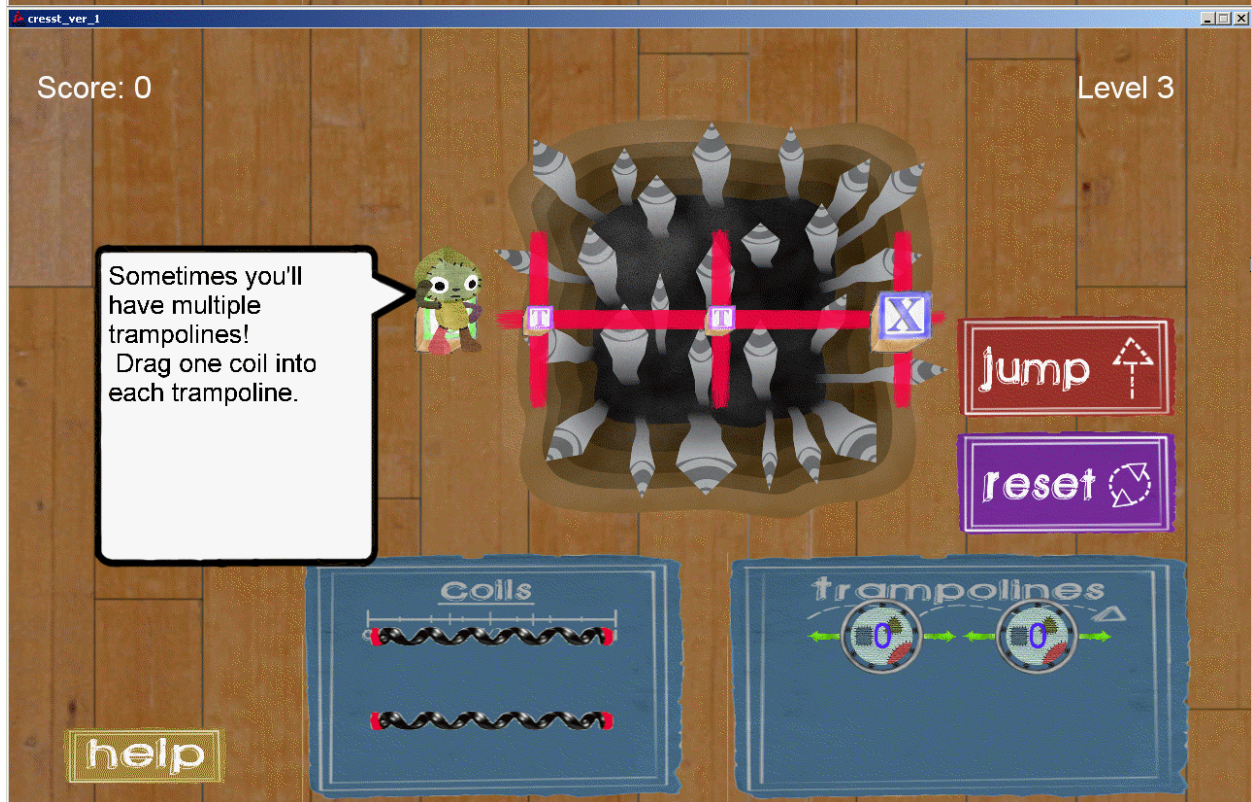 cresst_ver_1
Score: 0
Level 3
Sometimes you'll
have multiple
trampolines!
Drag one coil into
each trampoline.
T
T
X
jump
reset
coils
trampolines
0
0
help